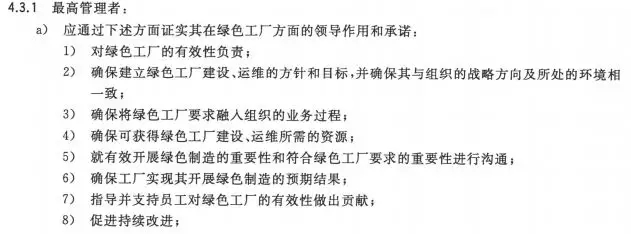 4.3.1 最高管理者:
a) 应通过下述方面证实其在绿色工厂方面的领导作用和承诺:
1) 对绿色工厂的有效性负责;
2) 确保建立绿色工厂建设、运维的方针和目标,并确保其与组织的战略方向及所处的环境相
一致;
3) 确保将绿色工厂要求融入组织的业务过程;
4) 确保可获得绿色工厂建设、运维所需的资源;
5) 就有效开展绿色制造的重要性和符合绿色工厂要求的重要性进行沟通;
6) 确保工厂实现其开展绿色制造的预期结果;
7) 指导并支持员工对绿色工厂的有效性做出贡献;
8) 促进持续改进;